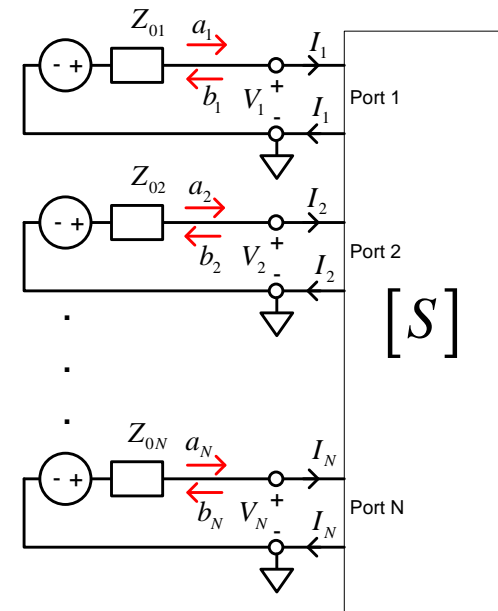 Z₀₁ a₁ I₁
- + + b₁ V₁ Port 1
- I₁
Z₀₂ a₂ I₂
- + + b₂ V₂ Port 2
- I₂
[S]
.
.
.
Z₀N aN IN
- + + bN VN Port N
- IN